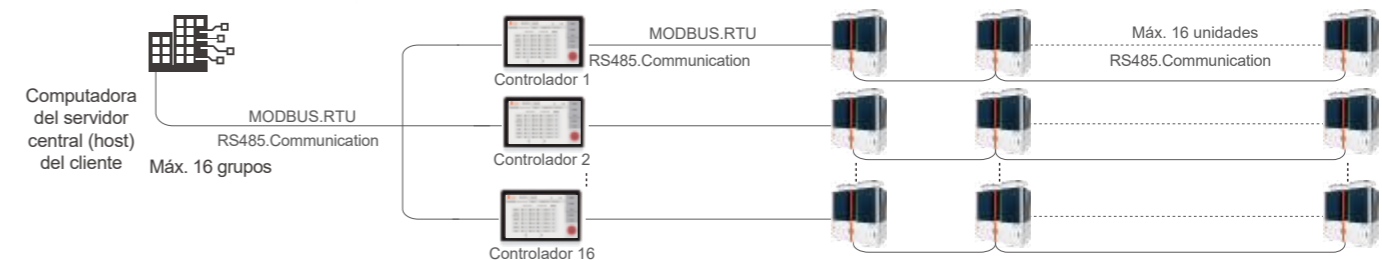 MODBUS.RTU
Máx. 16 unidades
RS485.Communication
RS485.Communication
Controlador 1
Computadora
del servidor
central (host)
del cliente
MODBUS.RTU
RS485.Communication
Máx. 16 grupos
Controlador 2
Controlador 16